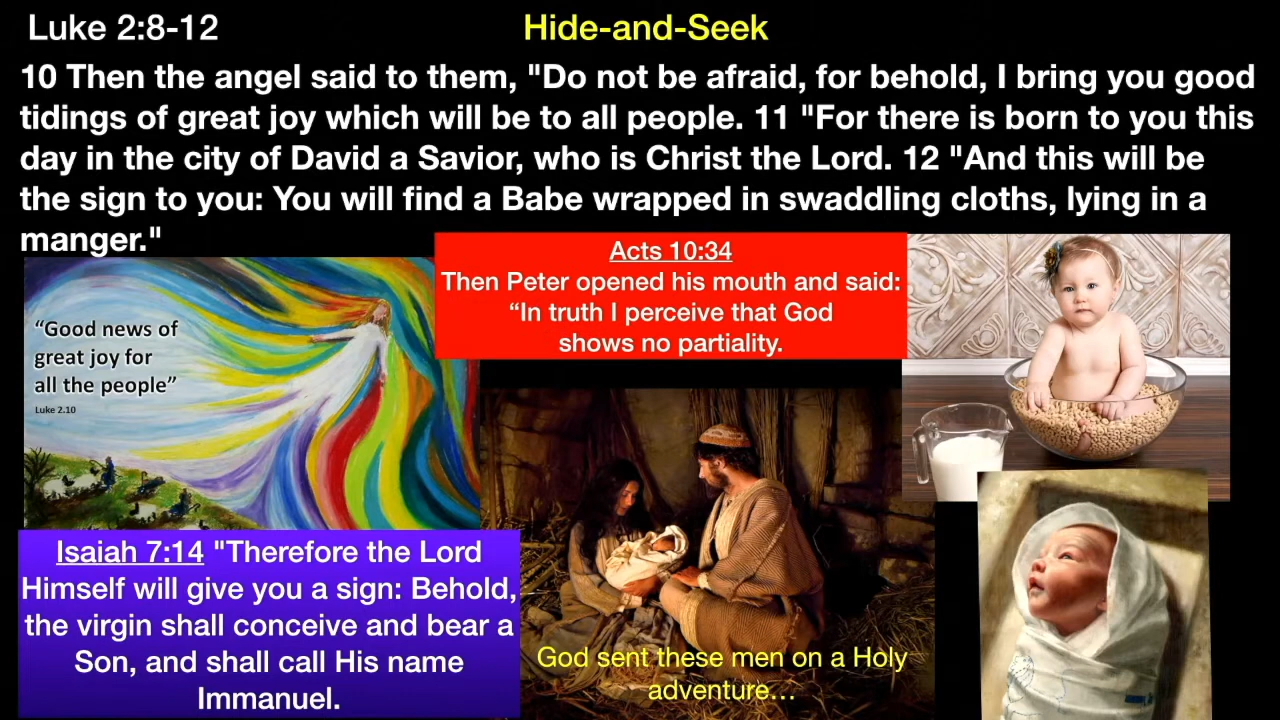 Luke 2:8-12
Hide-and-Seek
10 Then the angel said to them, "Do not be afraid, for behold, I bring you good
tidings of great joy which will be to all people. 11 "For there is born to you this
day in the city of David a Savior, who is Christ the Lord. 12 "And this will be
the sign to you: You will find a Babe wrapped in swaddling cloths, lying in a
manger."
Acts 10:34
Then Peter opened his mouth and said:
“In truth I perceive that God
shows no partiality.
“Good news of
great joy for
all the people”
Luke 2.10
Isaiah 7:14 "Therefore the Lord
Himself will give you a sign: Behold,
the virgin shall conceive and bear a
Son, and shall call His name
Immanuel.
God sent these men on a Holy
adventure…